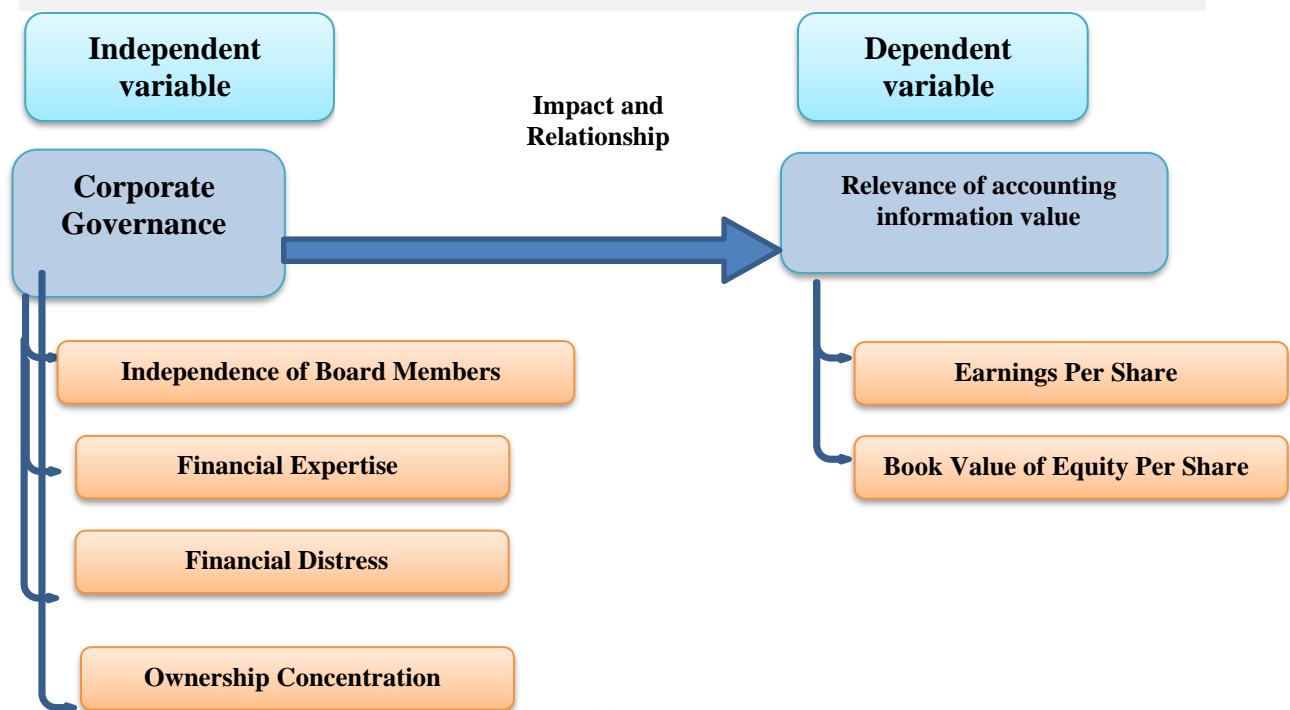 Independent
variable
Dependent
variable
Impact and
Relationship
Corporate
Governance
Relevance of accounting
information value
Independence of Board Members
Financial Expertise
Financial Distress
Ownership Concentration
Earnings Per Share
Book Value of Equity Per Share